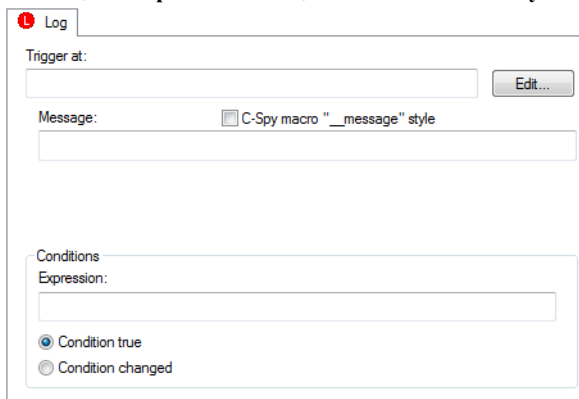 L Log
Trigger at:
Edit...
Message: C-Spy macro "__message" style
Conditions
Expression:
Condition true
Condition changed